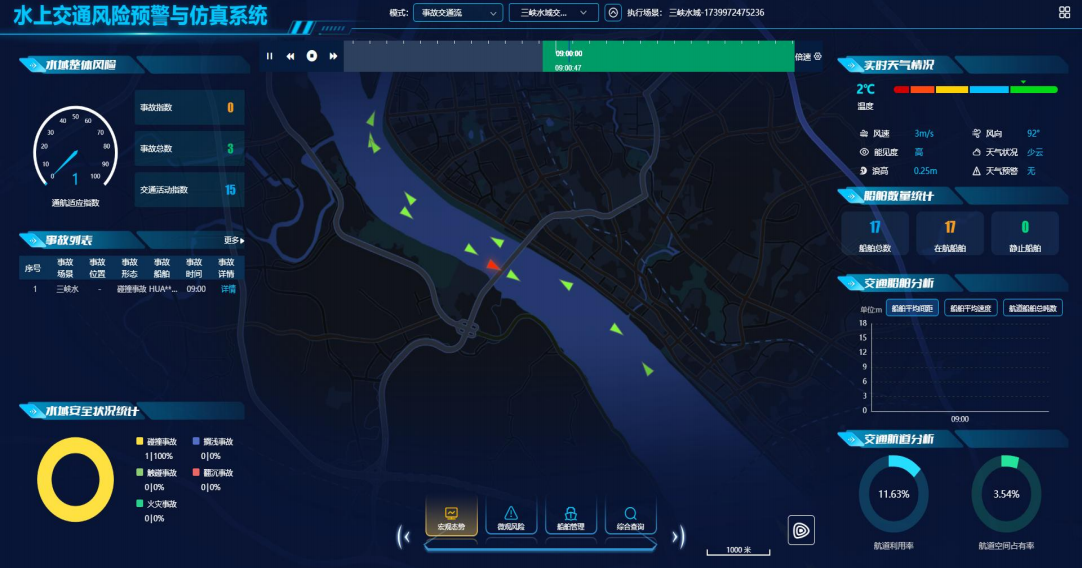 水上交通风险预警与仿真系统
模式: 事故交通流 三峡水域交... 执行场景: 三峡水域-1739972475236
09:00:00
09:00:47
倍速
水域整体风险
0 10 20 30 40 50 60 70 80 90 100
1
通航适应指数
事故指数 0
事故总数 3
交通活动指数 15
事故列表 更多
序号 事故场景 事故位置 事故形态 事故船舶 事故时间 事故详情
1 三峡水 - 碰撞事故 HUA**... 09:00 详情
水域安全状况统计
碰撞事故 搁浅事故
1|100% 0|0%
触碰事故 翻沉事故
0|0% 0|0%
火灾事故
0|0%
宏观态势 微观风险 船舶管理 综合查询
1000 米
实时天气情况
2℃
温度
风速 3m/s 风向 92°
能见度 高 天气状况 少云
浪高 0.25m 天气预警 无
船舶数量统计
17 17 0
船舶总数 在航船舶 静止船舶
交通船舶分析
单位:m 船舶平均间距 船舶平均速度 航道船舶总吨数
18
15
12
9
6
3
0
09:00
交通航道分析
11.63% 3.54%
航道利用率 航道空间占有率